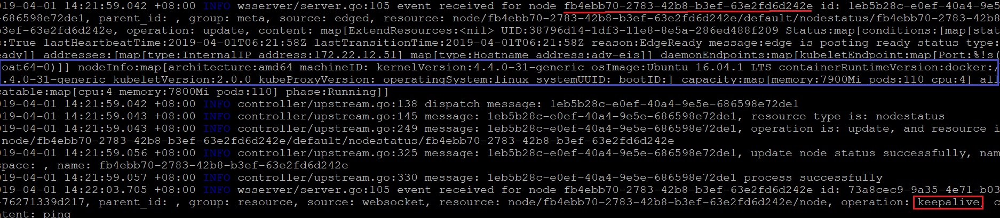 019-04-01 14:21:59.042 +08:00 INFO wsserver/server.go:105 event received for node fb4ebb70-2783-42b8-b3ef-63e2fd6d242e id: 1eb5b28c-e0ef-40a4-9e5
-686598e72de1, parent_id: , group: meta, source: edged, resource: node/fb4ebb70-2783-42b8-b3ef-63e2fd6d242e/default/nodestatus/fb4ebb70-2783-42b8
b3ef-63e2fd6d242e, operation: update, content: map[ExtendResources:<nil> UID:38796d14-1df3-11e8-8e5a-286ed488f209 Status:map[conditions:[map[stat
s:True lastHeartbeatTime:2019-04-01T06:21:58Z lastTransitionTime:2019-04-01T06:21:58Z reason:EdgeReady message:edge is posting ready status type:
eady]] addresses:[map[type:InternalIP address:172.22.12.51] map[type:Hostname address:adv-eis]] daemonEndpoints:map[kubeletEndpoint:map[Port:%!s(
loat64=0)]] nodeInfo:map[architecture:amd64 machineID: kernelVersion:4.4.0-31-generic osImage:Ubuntu 16.04.1 LTS containerRuntimeVersion:docker:/
.4.0-31-generic kubeletVersion:2.0.0 kubeProxyVersion: operatingSystem:linux systemUUID: bootID:] capacity:map[memory:7900Mi pods:110 cpu:4] all
catable:map[cpu:4 memory:7800Mi pods:110] phase:Running]]
019-04-01 14:21:59.042 +08:00 INFO controller/upstream.go:138 dispatch message: 1eb5b28c-e0ef-40a4-9e5e-686598e72de1
019-04-01 14:21:59.043 +08:00 INFO controller/upstream.go:145 message: 1eb5b28c-e0ef-40a4-9e5e-686598e72de1, resource type is: nodestatus
019-04-01 14:21:59.043 +08:00 INFO controller/upstream.go:249 message: 1eb5b28c-e0ef-40a4-9e5e-686598e72de1, operation is: update, and resource i
node/fb4ebb70-2783-42b8-b3ef-63e2fd6d242e/default/nodestatus/fb4ebb70-2783-42b8-b3ef-63e2fd6d242e
019-04-01 14:21:59.056 +08:00 INFO controller/upstream.go:325 message: 1eb5b28c-e0ef-40a4-9e5e-686598e72de1, update node status successfully, nam
space: , name: fb4ebb70-2783-42b8-b3ef-63e2fd6d242e
019-04-01 14:21:59.057 +08:00 INFO controller/upstream.go:330 message: 1eb5b28c-e0ef-40a4-9e5e-686598e72de1 process successfully
019-04-01 14:22:03.705 +08:00 INFO wsserver/server.go:105 event received for node fb4ebb70-2783-42b8-b3ef-63e2fd6d242e id: 73a8cec9-9a35-4e71-b03
-76271339d217, parent_id: , group: resource, source: websocket, resource: node/fb4ebb70-2783-42b8-b3ef-63e2fd6d242e/node, operation: keepalive, c
ntent: ping